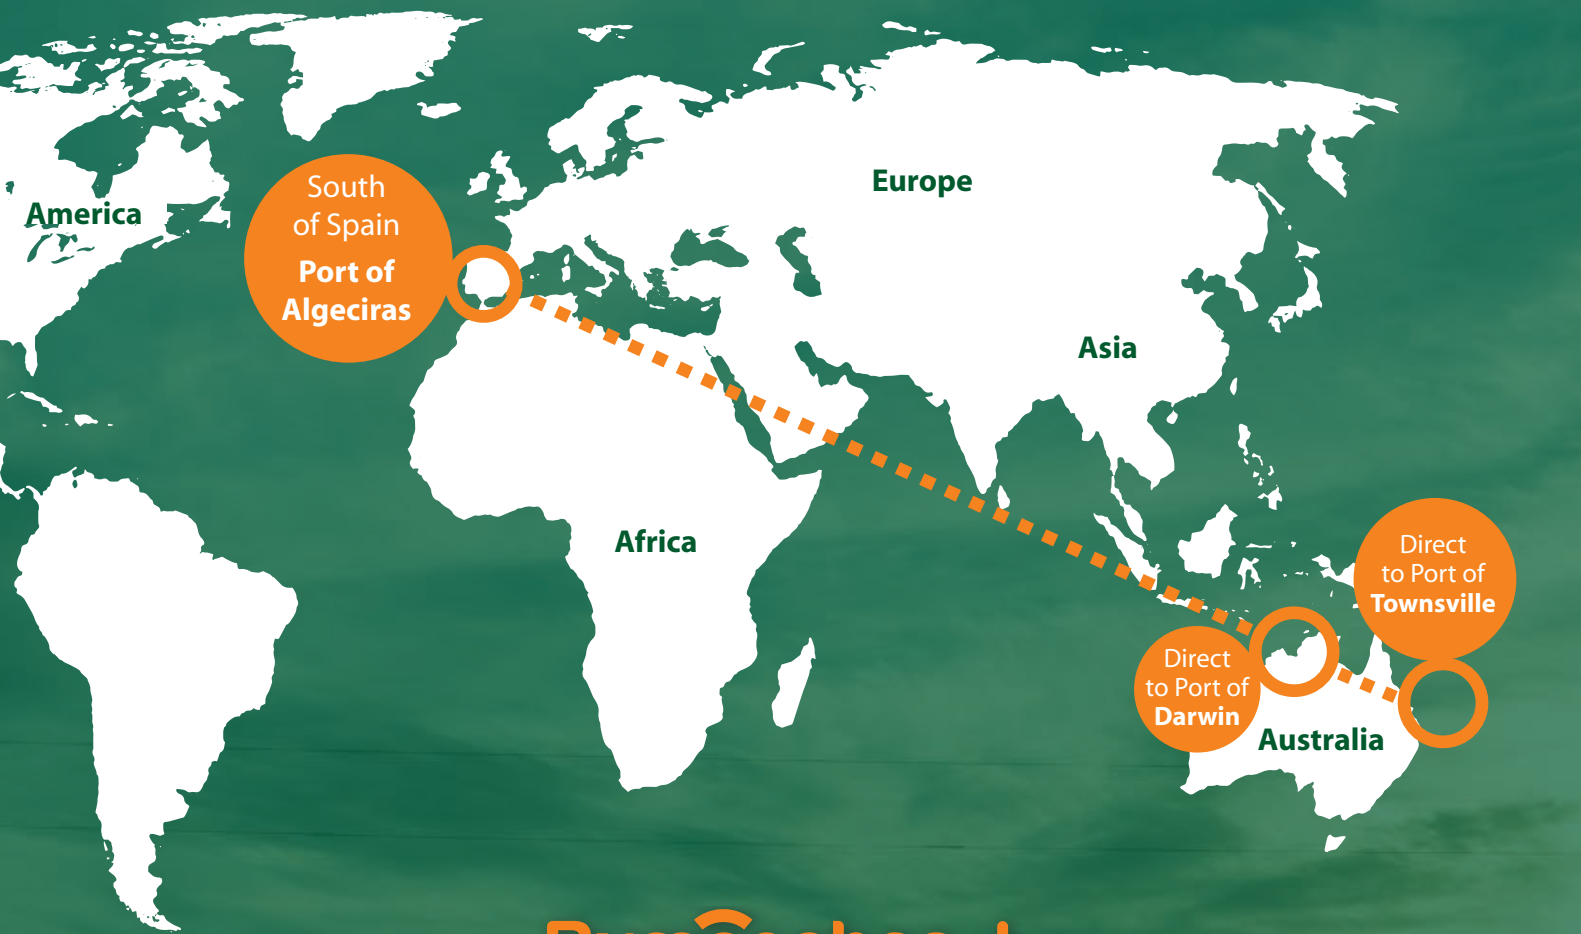 America
South
of Spain
Port of
Algeciras
Europe
Asia
Africa
Direct
to Port of
Townsville
Direct
to Port of
Darwin
Australia